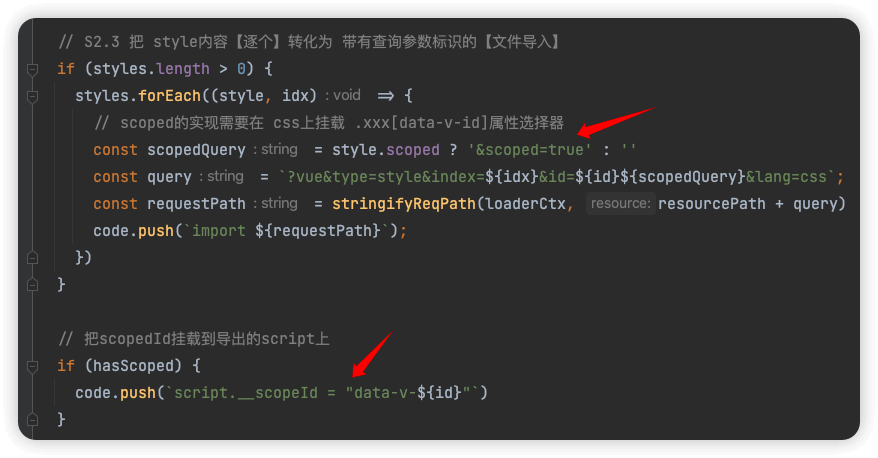 // S2.3 把 style内容【逐个】转化为 带有查询参数标识的【文件导入】
if (styles.length > 0) {
styles.forEach((style, idx) : void => {
// scoped的实现需要在 css上挂载 .xxx[data-v-id]属性选择器
const scopedQuery : string = style.scoped ? '&scoped=true' : ''
const query : string = `?vue&type=style&index=${idx}&id=${id}${scopedQuery}&lang=css`;
const requestPath : string = stringifyReqPath(loaderCtx, resource: resourcePath + query)
code.push(`import ${requestPath}`);
})
}
// 把scopedId挂载到导出的script上
if (hasScoped) {
code.push(`script.__scopeId = "data-v-${id}"`)
}